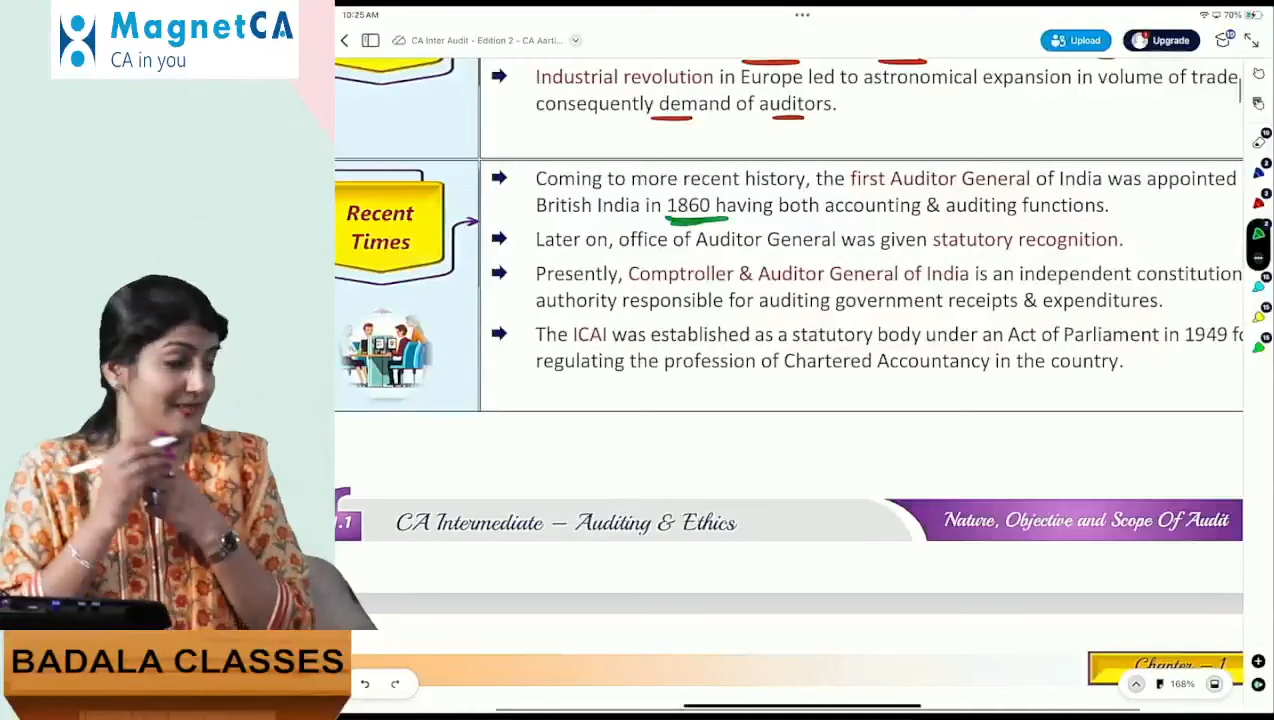 MagnetCA
CA in you
10:25 AM
70%
CA Inter Audit - Edition 2 - CA Aarti...
Upload
Upgrade
Industrial revolution in Europe led to astronomical expansion in volume of trade
consequently demand of auditors.
Recent
Times
Coming to more recent history, the first Auditor General of India was appointed
British India in 1860 having both accounting & auditing functions.
Later on, office of Auditor General was given statutory recognition.
Presently, Comptroller & Auditor General of India is an independent constitution
authority responsible for auditing government receipts & expenditures.
The ICAI was established as a statutory body under an Act of Parliament in 1949 fo
regulating the profession of Chartered Accountancy in the country.
.1
CA Intermediate – Auditing & Ethics
Nature, Objective and Scope Of Audit
BADALA CLASSES
Chapter – 1
168%